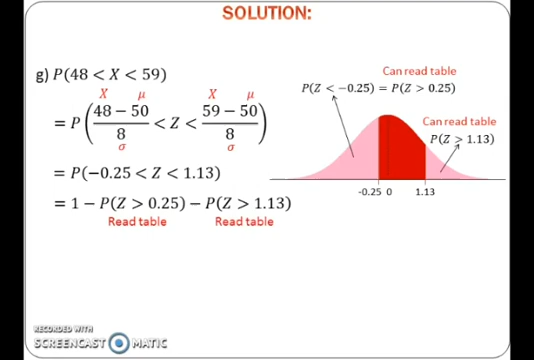 SOLUTION:
g) P(48 < X < 59)
X μ X μ
= P( (48 − 50)/8 < Z < (59 − 50)/8 )
σ σ
= P(−0.25 < Z < 1.13)
= 1 − P(Z > 0.25) − P(Z > 1.13)
Read table Read table
Can read table
P(Z < −0.25) = P(Z > 0.25)
Can read table
P(Z > 1.13)
-0.25 0 1.13
RECORDED WITH
SCREENCAST MATIC